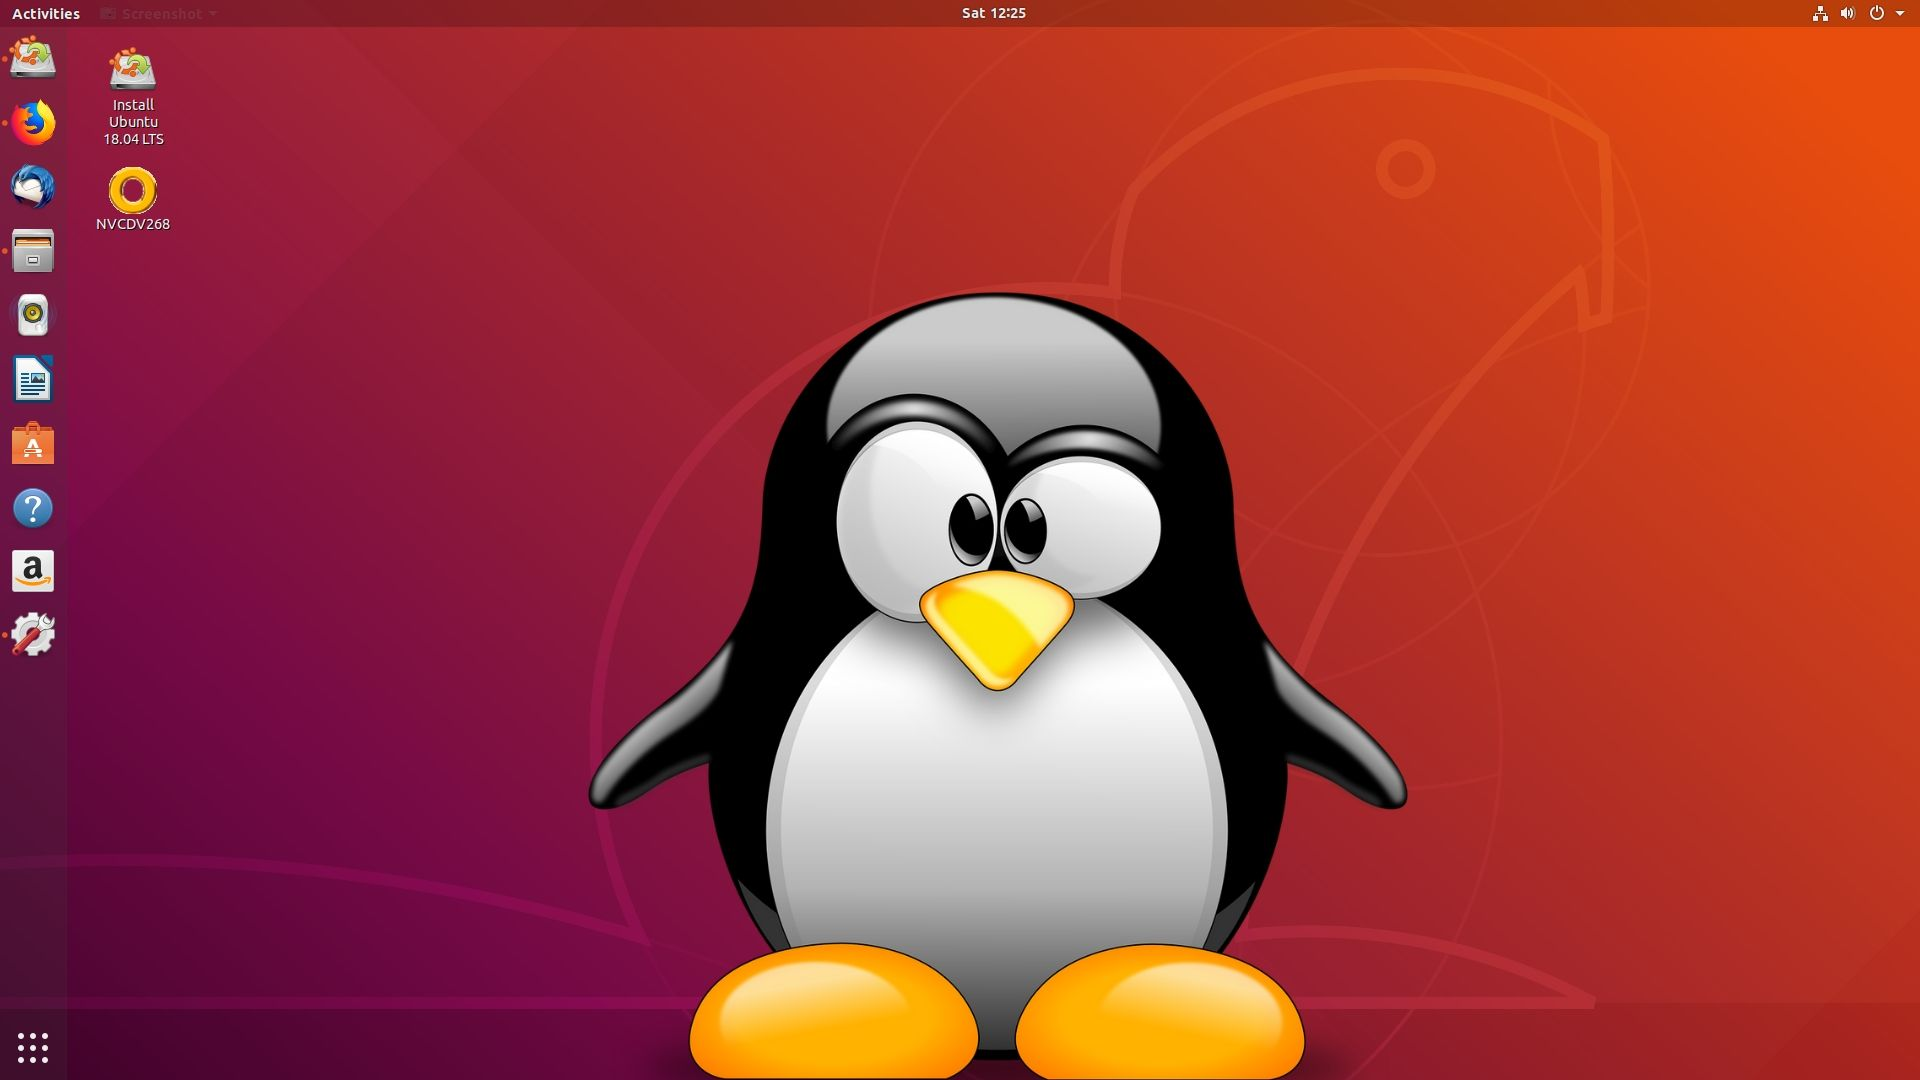 Activities
Screenshot
Sat 12:25
Install
Ubuntu
18.04 LTS
NVCDV268
A
?
a